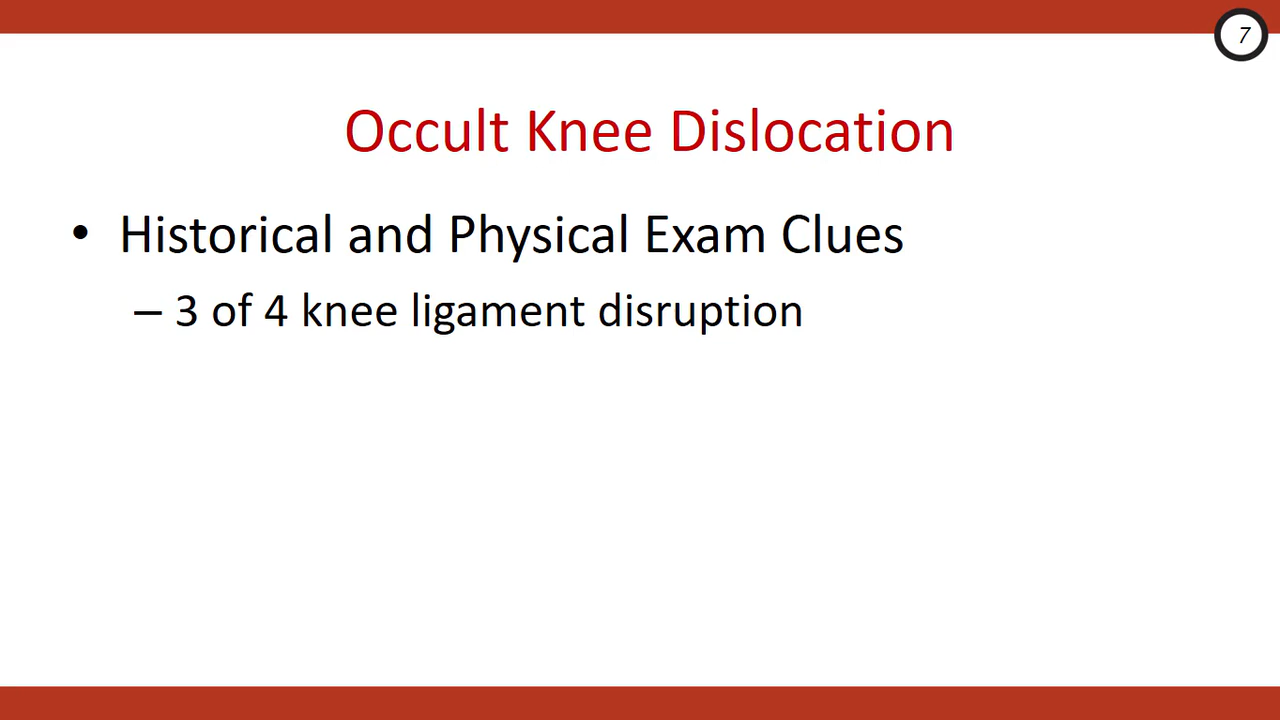 7
Occult Knee Dislocation
• Historical and Physical Exam Clues
– 3 of 4 knee ligament disruption